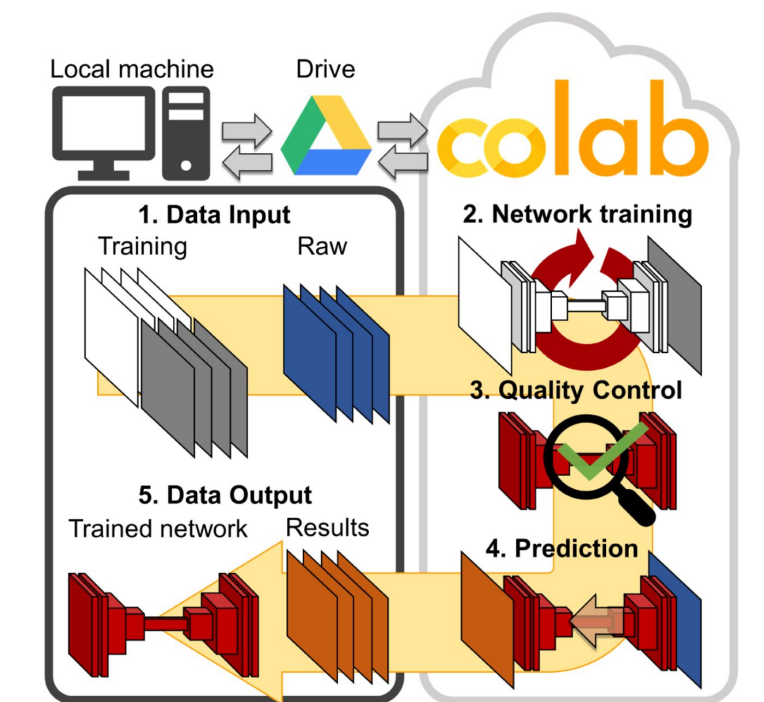 Local machine
Drive
colab
1. Data Input
Training
Raw
2. Network training
3. Quality Control
4. Prediction
5. Data Output
Trained network
Results